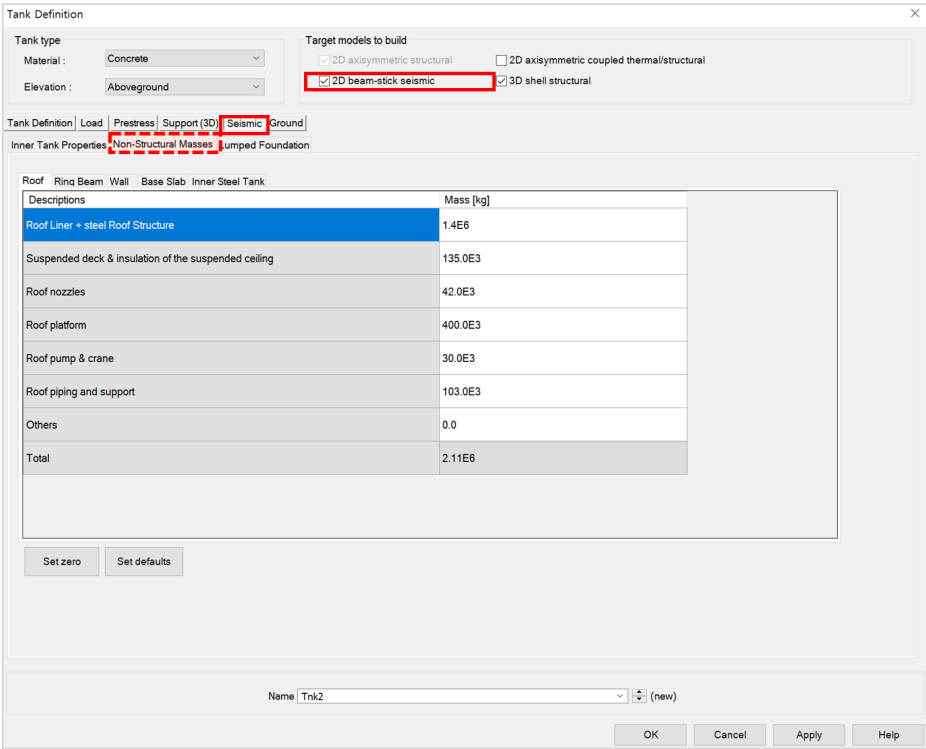 Tank Definition
Tank type
Material :
Concrete
Elevation :
Aboveground
Target models to build
2D axisymmetric structural
2D axisymmetric coupled thermal/structural
2D beam-stick seismic
3D shell structural
Tank Definition Load Prestress Support (3D) Seismic Ground
Inner Tank Properties Non-Structural Masses Lumped Foundation
Roof Ring Beam Wall Base Slab Inner Steel Tank
Descriptions Mass [kg]
Roof Liner + steel Roof Structure 1.4E6
Suspended deck & insulation of the suspended ceiling 135.0E3
Roof nozzles 42.0E3
Roof platform 400.0E3
Roof pump & crane 30.0E3
Roof piping and support 103.0E3
Others 0.0
Total 2.11E6
Set zero Set defaults
Name Tnk2 (new)
OK Cancel Apply Help